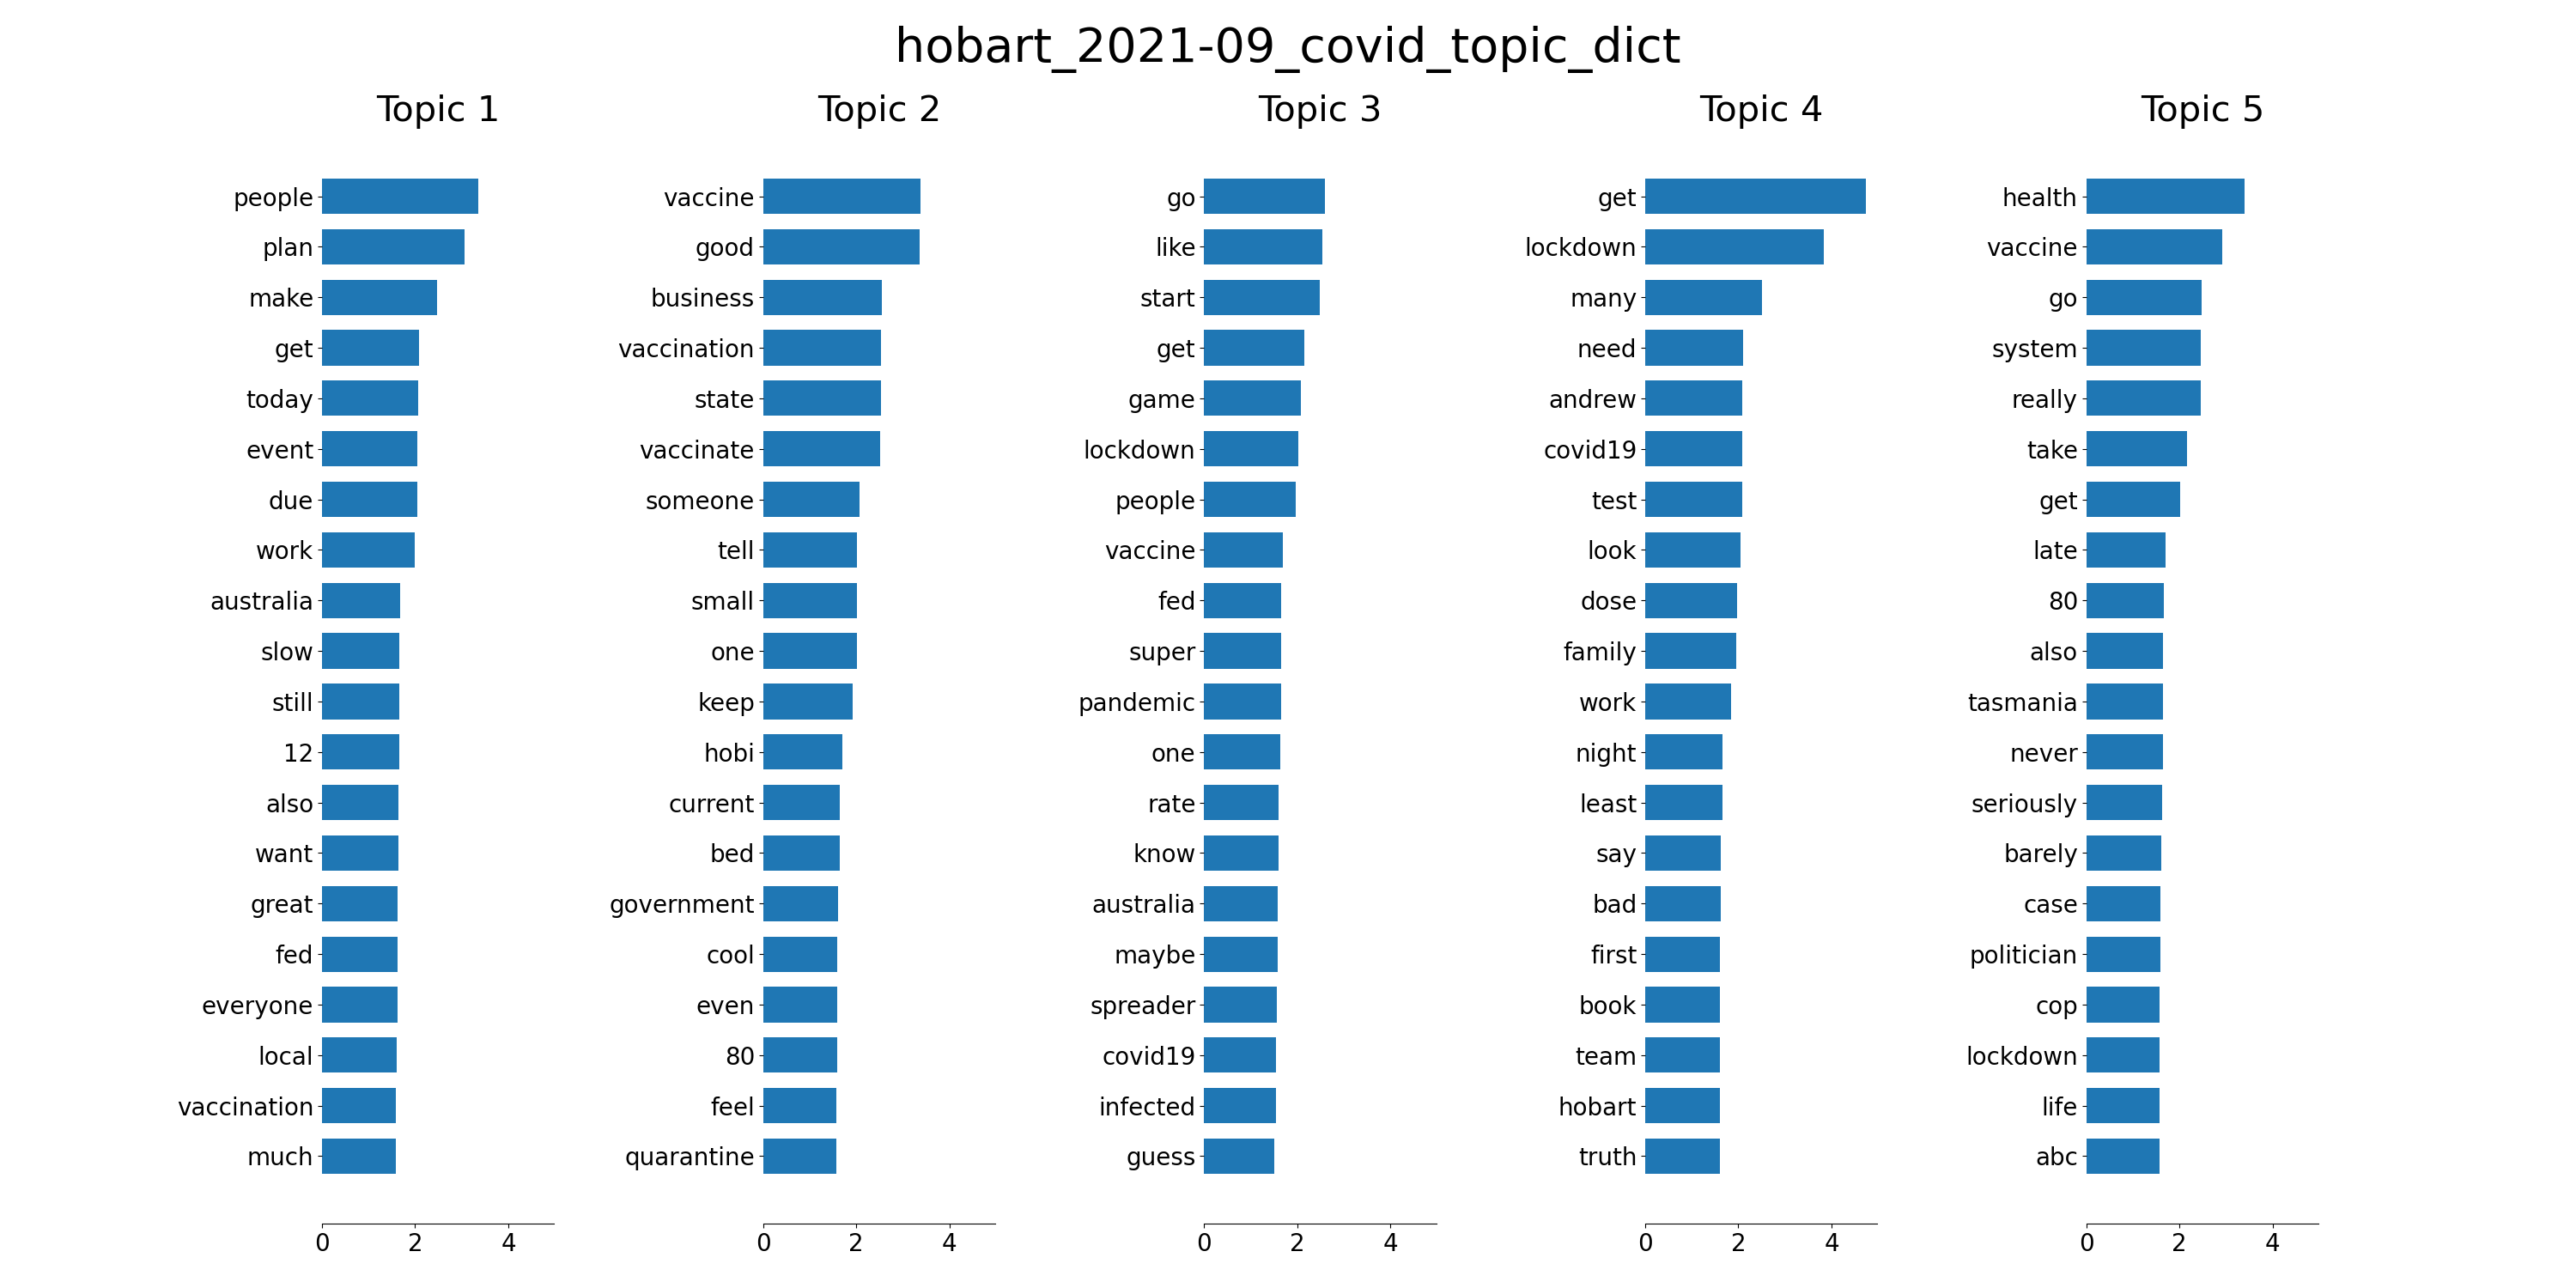 hobart_2021-09_covid_topic_dict
Topic 1
people
plan
make
get
today
event
due
work
australia
slow
still
12
also
want
great
fed
everyone
local
vaccination
much
0 2 4
Topic 2
vaccine
good
business
vaccination
state
vaccinate
someone
tell
small
one
keep
hobi
current
bed
government
cool
even
80
feel
quarantine
0 2 4
Topic 3
go
like
start
get
game
lockdown
people
vaccine
fed
super
pandemic
one
rate
know
australia
maybe
spreader
covid19
infected
guess
0 2 4
Topic 4
get
lockdown
many
need
andrew
covid19
test
look
dose
family
work
night
least
say
bad
first
book
team
hobart
truth
0 2 4
Topic 5
health
vaccine
go
system
really
take
get
late
80
also
tasmania
never
seriously
barely
case
politician
cop
lockdown
life
abc
0 2 4